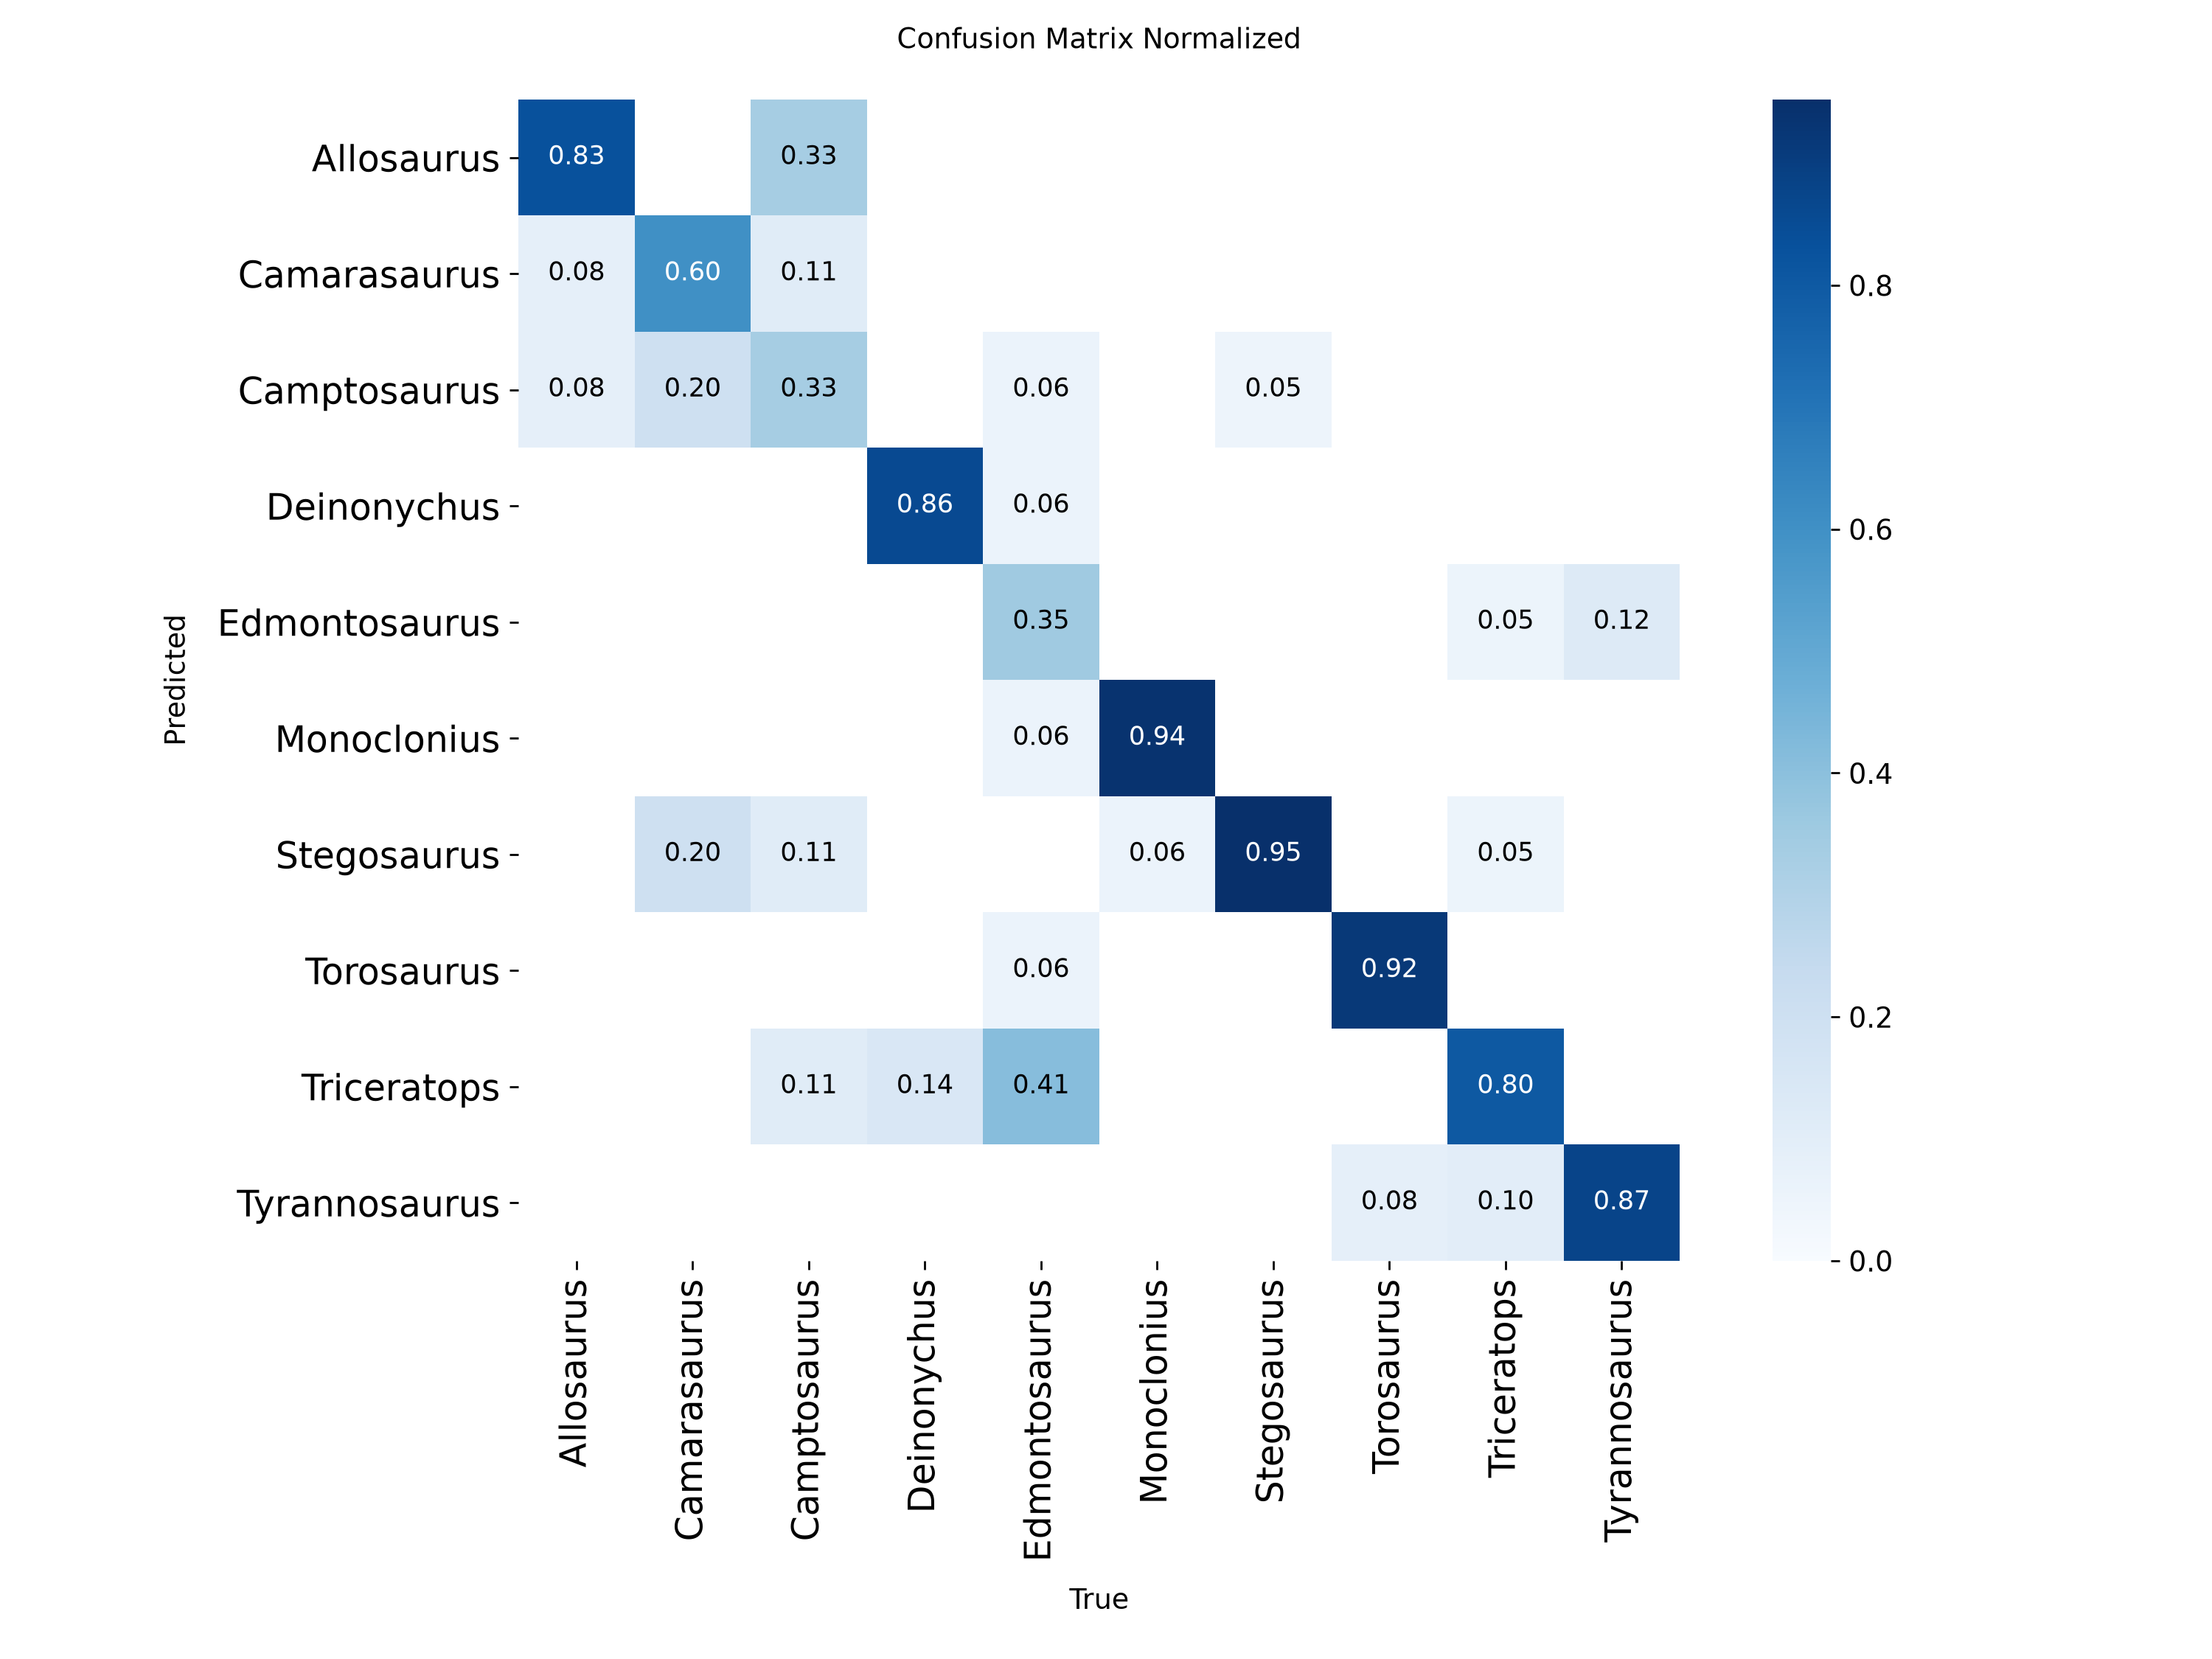 Confusion Matrix Normalized
Allosaurus
0.83
0.33
Camarasaurus
0.08
0.60
0.11
0.8
Camptosaurus
0.08
0.20
0.33
0.06
0.05
Deinonychus
0.86
0.06
0.6
Predicted
Edmontosaurus
0.35
0.05
0.12
Monoclonius
0.06
0.94
0.4
Stegosaurus
0.20
0.11
0.06
0.95
0.05
Torosaurus
0.06
0.92
0.2
Triceratops
0.11
0.14
0.41
0.80
Tyrannosaurus
0.08
0.10
0.87
0.0
Allosaurus
Camarasaurus
Camptosaurus
Deinonychus
Edmontosaurus
Monoclonius
Stegosaurus
Torosaurus
Triceratops
Tyrannosaurus
True